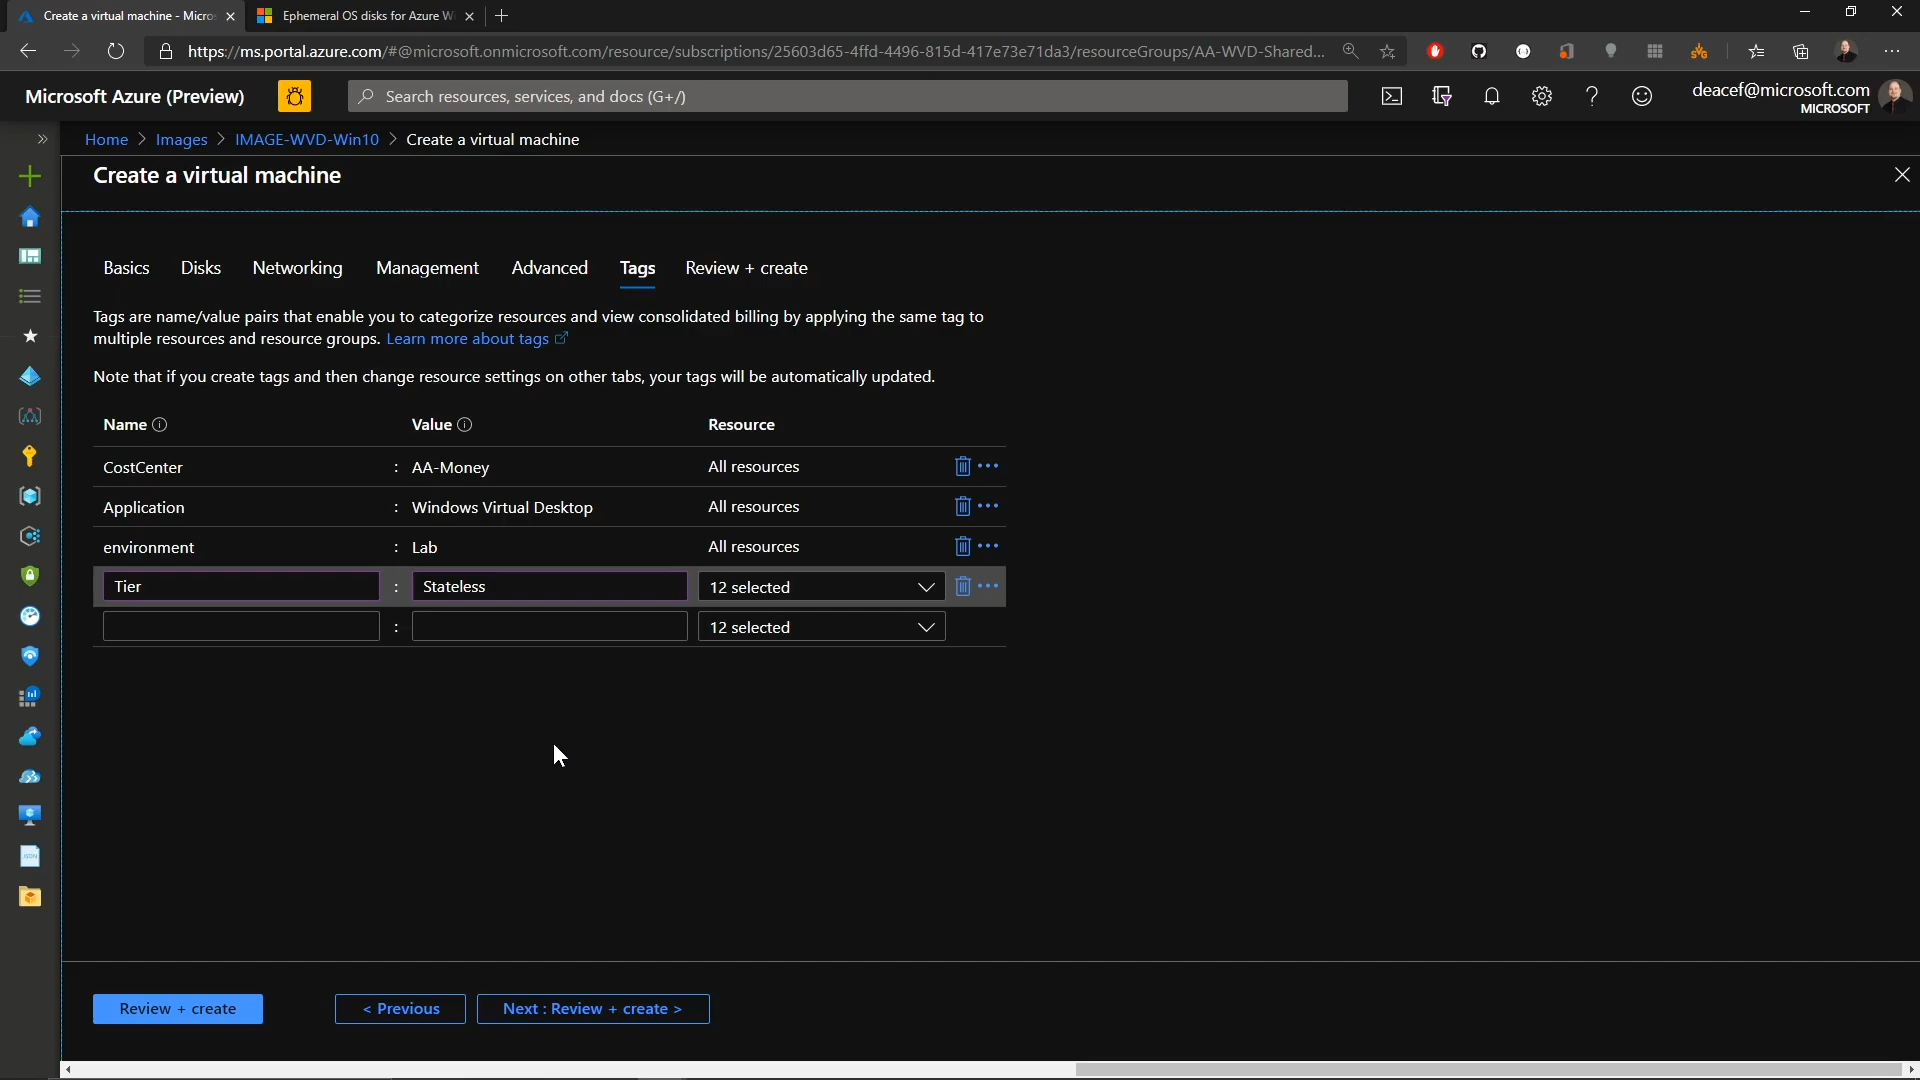 Create a virtual machine - Micros
Ephemeral OS disks for Azure W
https://ms.portal.azure.com/#@microsoft.onmicrosoft.com/resource/subscriptions/25603d65-4ffd-4496-815d-417e73e71da3/resourceGroups/AA-WVD-Shared...
Microsoft Azure (Preview)
Search resources, services, and docs (G+/)
deacef@microsoft.com
MICROSOFT
Home > Images > IMAGE-WVD-Win10 > Create a virtual machine
Create a virtual machine
Basics Disks Networking Management Advanced Tags Review + create
Tags are name/value pairs that enable you to categorize resources and view consolidated billing by applying the same tag to
multiple resources and resource groups. Learn more about tags
Note that if you create tags and then change resource settings on other tabs, your tags will be automatically updated.
Name Value Resource
CostCenter : AA-Money All resources
Application : Windows Virtual Desktop All resources
environment : Lab All resources
Tier : Stateless 12 selected
: 12 selected
Review + create < Previous Next : Review + create >